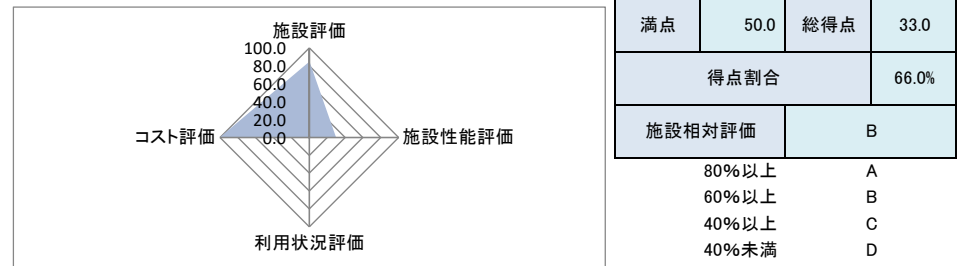 施設評価
100.0
80.0
60.0
40.0
20.0
0.0
コスト評価
施設性能評価
利用状況評価
満点 50.0 総得点 33.0
得点割合 66.0%
施設相対評価 B
80%以上 A
60%以上 B
40%以上 C
40%未満 D